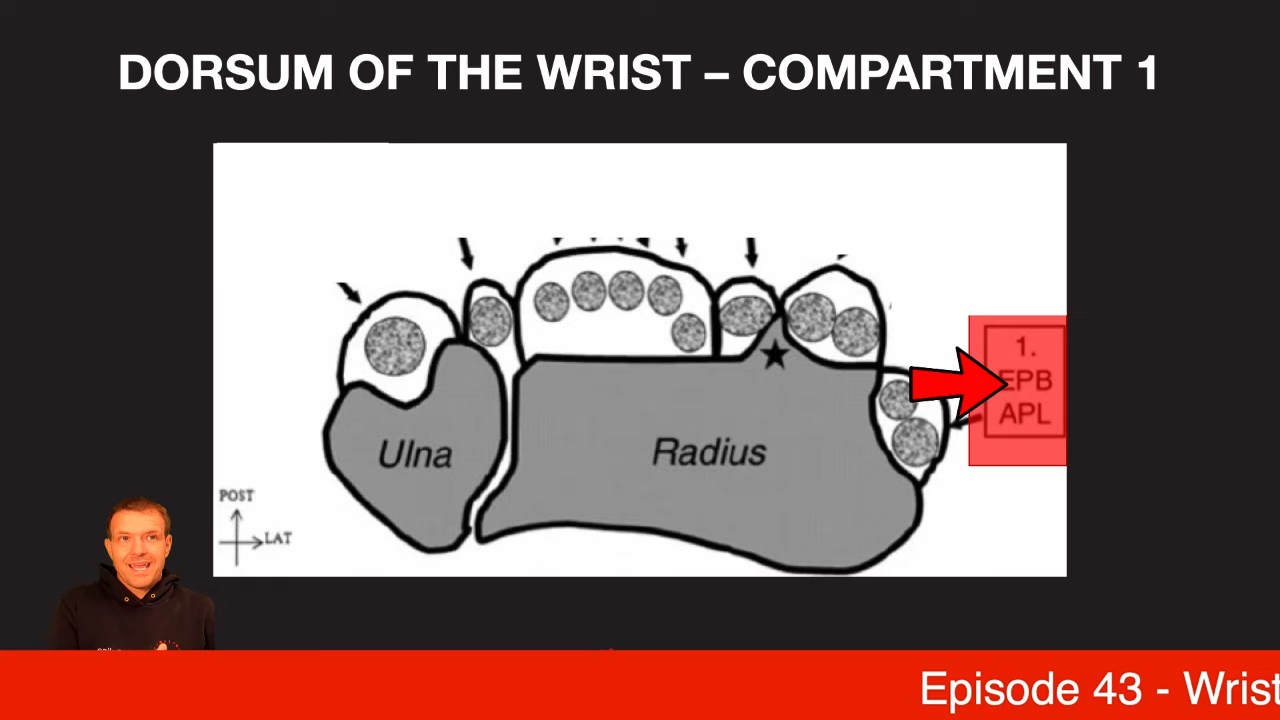 DORSUM OF THE WRIST – COMPARTMENT 1
1.
EPB
APL
Ulna
Radius
POST
LAT
Episode 43 - Wrist